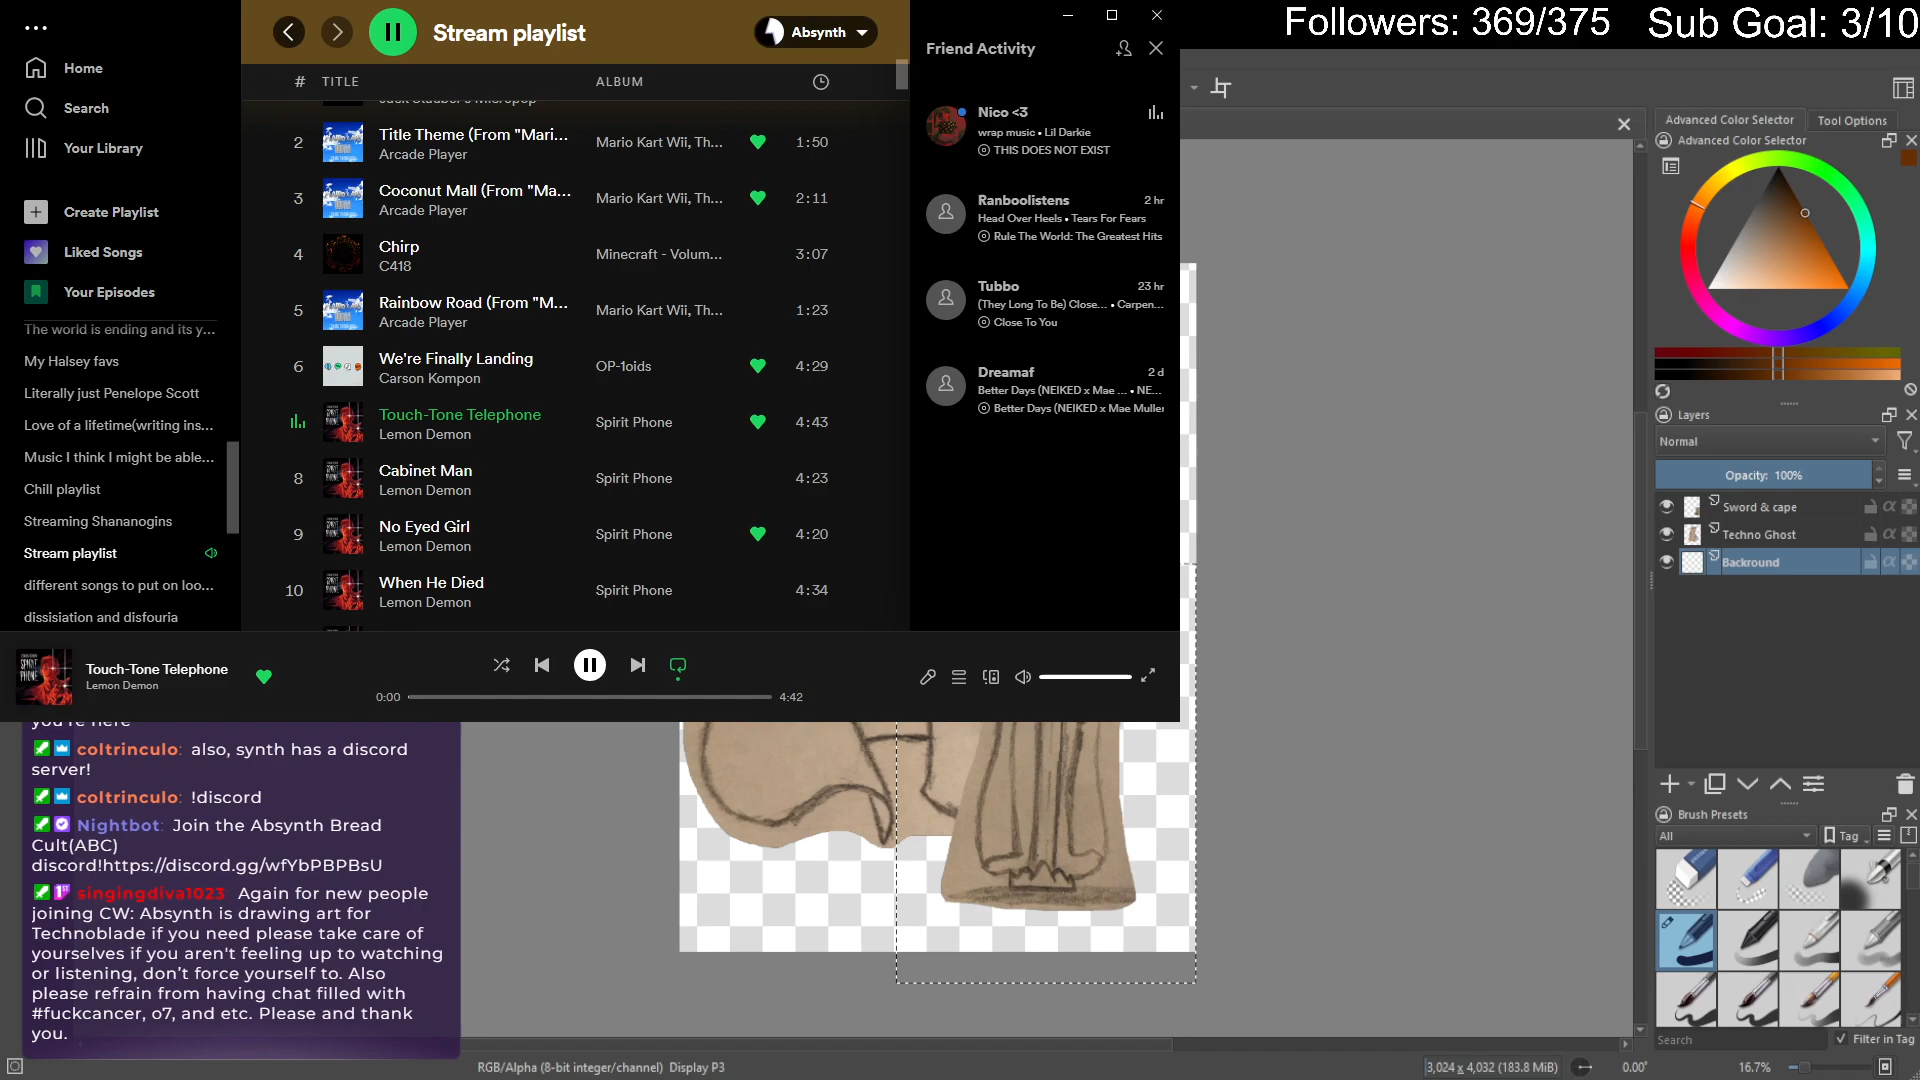 Followers: 369/375 Sub Goal: 3/10
Home
Search
Your Library
Create Playlist
Liked Songs
Your Episodes
The world is ending and its y...
My Halsey favs
Literally just Penelope Scott
Love of a lifetime(writing ins...
Music I think I might be able...
Chill playlist
Streaming Shananogins
Stream playlist
different songs to put on loo...
dissisiation and disfouria
Stream playlist
Absynth
# TITLE ALBUM
2 Title Theme (From "Mari... Mario Kart Wii, Th... 1:50
Arcade Player
3 Coconut Mall (From "Ma... Mario Kart Wii, Th... 2:11
Arcade Player
4 Chirp Minecraft - Volum... 3:07
C418
5 Rainbow Road (From "M... Mario Kart Wii, Th... 1:23
Arcade Player
6 We're Finally Landing OP-1oids 4:29
Carson Kompon
Touch-Tone Telephone Spirit Phone 4:43
Lemon Demon
8 Cabinet Man Spirit Phone 4:23
Lemon Demon
9 No Eyed Girl Spirit Phone 4:20
Lemon Demon
10 When He Died Spirit Phone 4:34
Lemon Demon
Friend Activity
Nico <3
wrap music • Lil Darkie
THIS DOES NOT EXIST
Ranboolistens 2 hr
Head Over Heels • Tears For Fears
Rule The World: The Greatest Hits
Tubbo 23 hr
(They Long To Be) Close... • Carpen...
Close To You
Dreamaf 2 d
Better Days (NEIKED x Mae ... • NE...
Better Days (NEIKED x Mae Muller
Touch-Tone Telephone
Lemon Demon
0:00 4:42
you're here
coltrinculo: also, synth has a discord
server!
coltrinculo: !discord
Nightbot: Join the Absynth Bread
Cult(ABC)
discord!https://discord.gg/wfYbPBPBsU
singingdiva1023: Again for new people
joining CW: Absynth is drawing art for
Technoblade if you need please take care of
yourselves if you aren't feeling up to watching
or listening, don't force yourself to. Also
please refrain from having chat filled with
#fuckcancer, o7, and etc. Please and thank
you.
Advanced Color Selector Tool Options
Advanced Color Selector
Layers
Normal
Opacity: 100%
Sword & cape
Techno Ghost
Backround
Brush Presets
All Tag
Search Filter in Tag
RGB/Alpha (8-bit integer/channel) Display P3
3,024 x 4,032 (183.8 MiB) 0.00° 16.7%